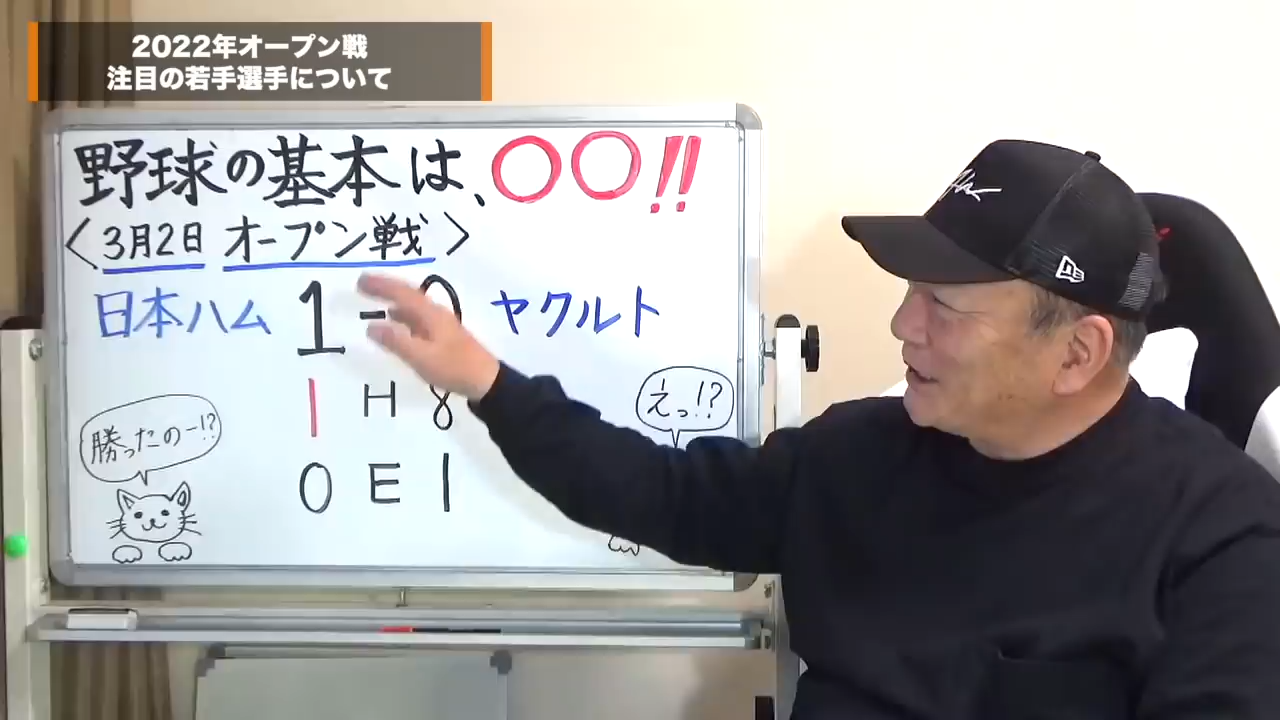 2022年オープン戦
注目の若手選手について
野球の基本は、〇〇!!
<3月2日 オープン戦>
日本ハム 1-0 ヤクルト
1 H 8
0 E 1
勝ったのー!?
えっ!?